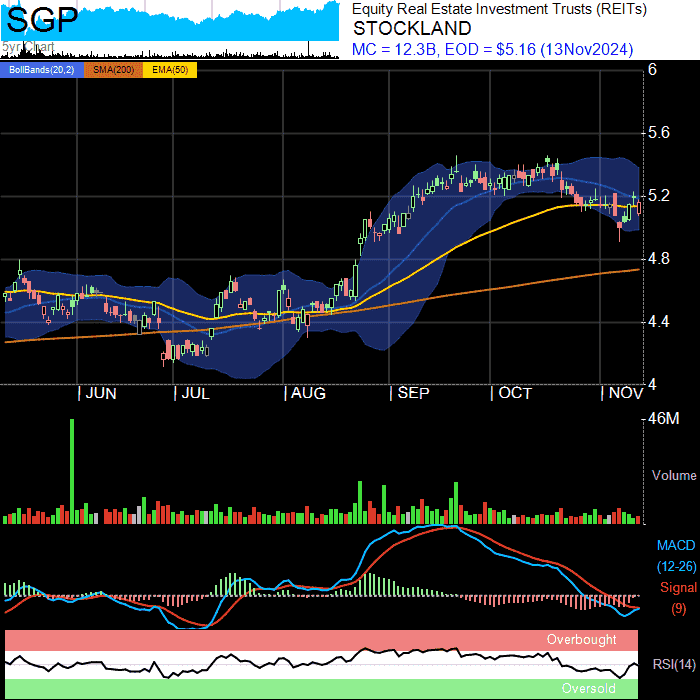 SGP
5yr Chart
Equity Real Estate Investment Trusts (REITs)
STOCKLAND
MC = 12.3B, EOD = $5.16 (13Nov2024)
BollBands(20,2) SMA(200) EMA(50)
6
5.6
5.2
4.8
4.4
4
| JUN | JUL | AUG | SEP | OCT | NOV
46M
Volume
MACD
(12-26)
Signal
(9)
Overbought
RSI(14)
Oversold